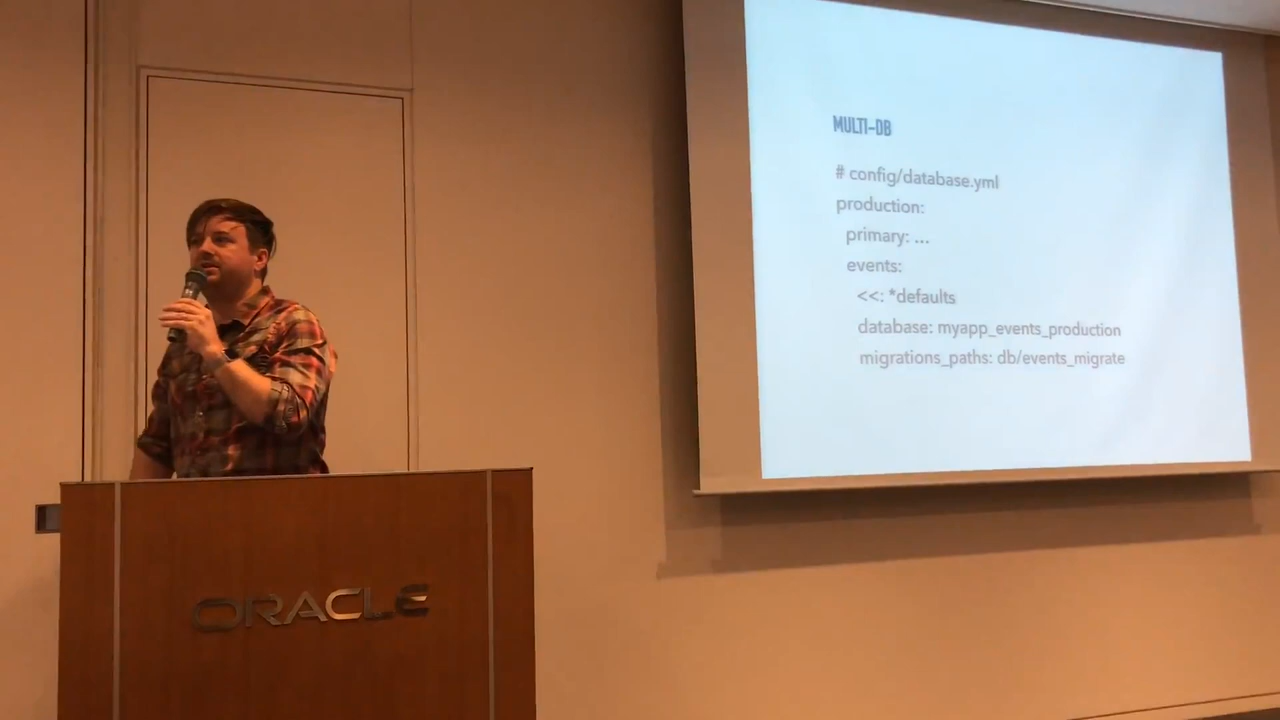 MULTI-DB
# config/database.yml
production:
primary: ...
events:
<<: *defaults
database: myapp_events_production
migrations_paths: db/events_migrate
ORACLE